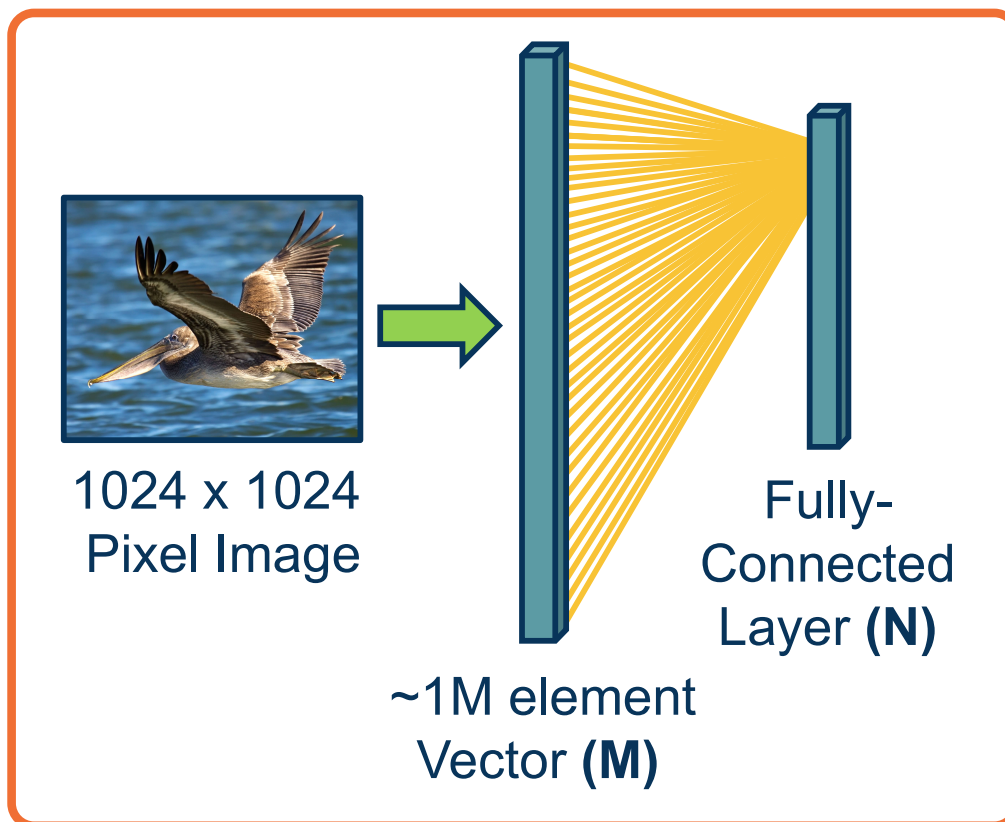 1024 x 1024
Pixel Image
~1M element
Vector (M)
Fully-
Connected
Layer (N)